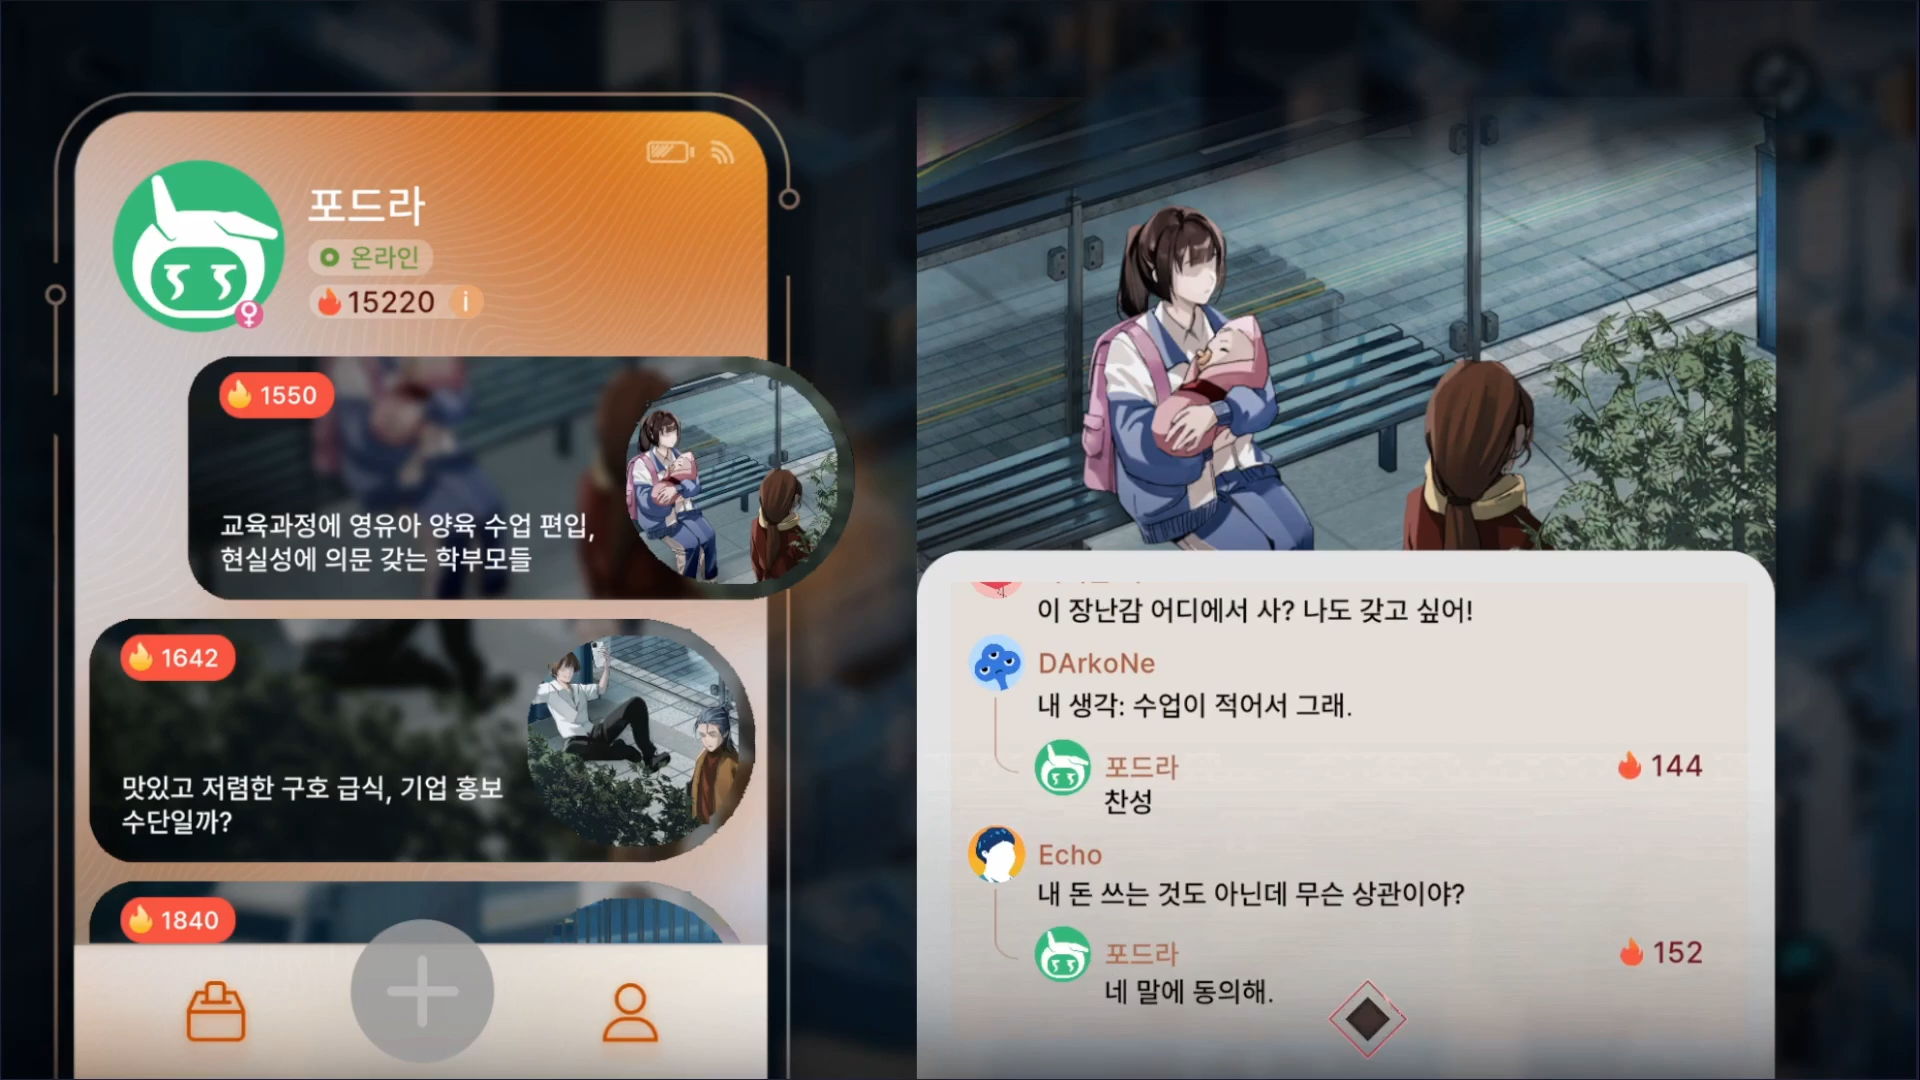 포드라
온라인
15220
i
1550
교육과정에 영유아 양육 수업 편입,
현실성에 의문 갖는 학부모들
1642
맛있고 저렴한 구호 급식, 기업 홍보
수단일까?
1840
이 장난감 어디에서 사? 나도 갖고 싶어!
DArkoNe
내 생각: 수업이 적어서 그래.
포드라
144
찬성
Echo
내 돈 쓰는 것도 아닌데 무슨 상관이야?
포드라
152
네 말에 동의해.